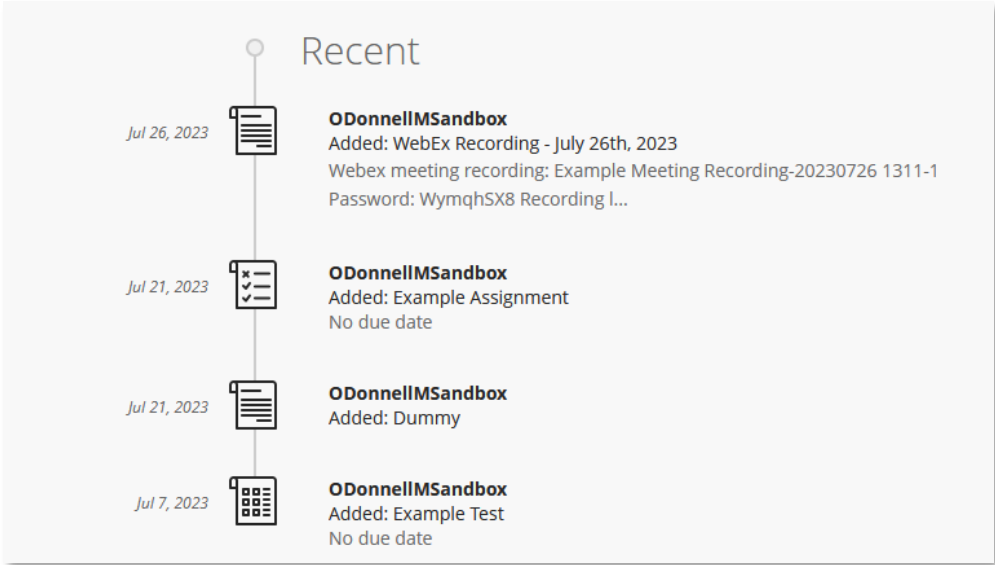 Recent
Jul 26, 2023
ODonnellMSandbox
Added: WebEx Recording - July 26th, 2023
Webex meeting recording: Example Meeting Recording-20230726 1311-1
Password: WymqhSX8 Recording l...
Jul 21, 2023
ODonnellMSandbox
Added: Example Assignment
No due date
Jul 21, 2023
ODonnellMSandbox
Added: Dummy
Jul 7, 2023
ODonnellMSandbox
Added: Example Test
No due date